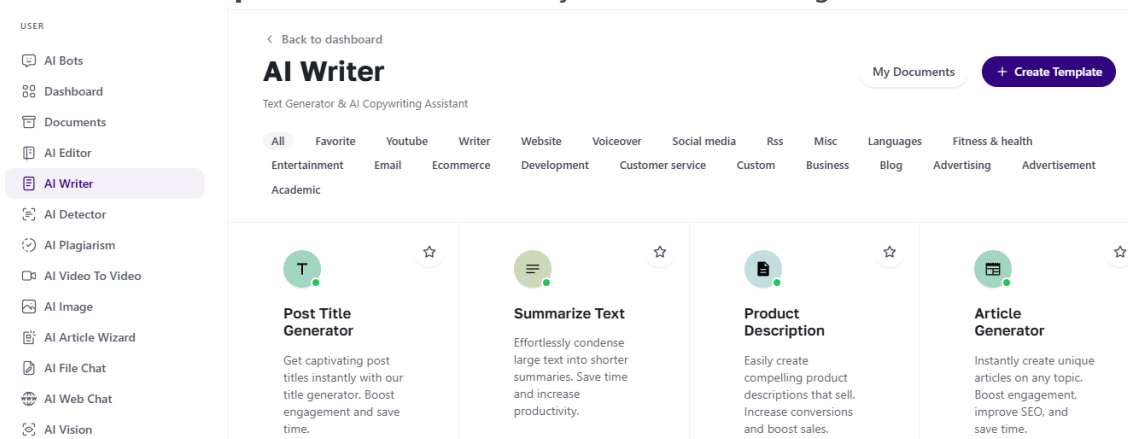 USER
AI Bots
Dashboard
Documents
AI Editor
AI Writer
AI Detector
AI Plagiarism
AI Video To Video
AI Image
AI Article Wizard
AI File Chat
AI Web Chat
AI Vision
Back to dashboard
AI Writer
My Documents
+ Create Template
Text Generator & AI Copywriting Assistant
All Favorite Youtube Writer Website Voiceover Social media Rss Misc Languages Fitness & health
Entertainment Email Ecommerce Development Customer service Custom Business Blog Advertising Advertisement
Academic
T
Post Title
Generator
Get captivating post
titles instantly with our
title generator. Boost
engagement and save
time.
Summarize Text
Effortlessly condense
large text into shorter
summaries. Save time
and increase
productivity.
Product
Description
Easily create
compelling product
descriptions that sell.
Increase conversions
and boost sales.
Article
Generator
Instantly create unique
articles on any topic.
Boost engagement,
improve SEO, and
save time.